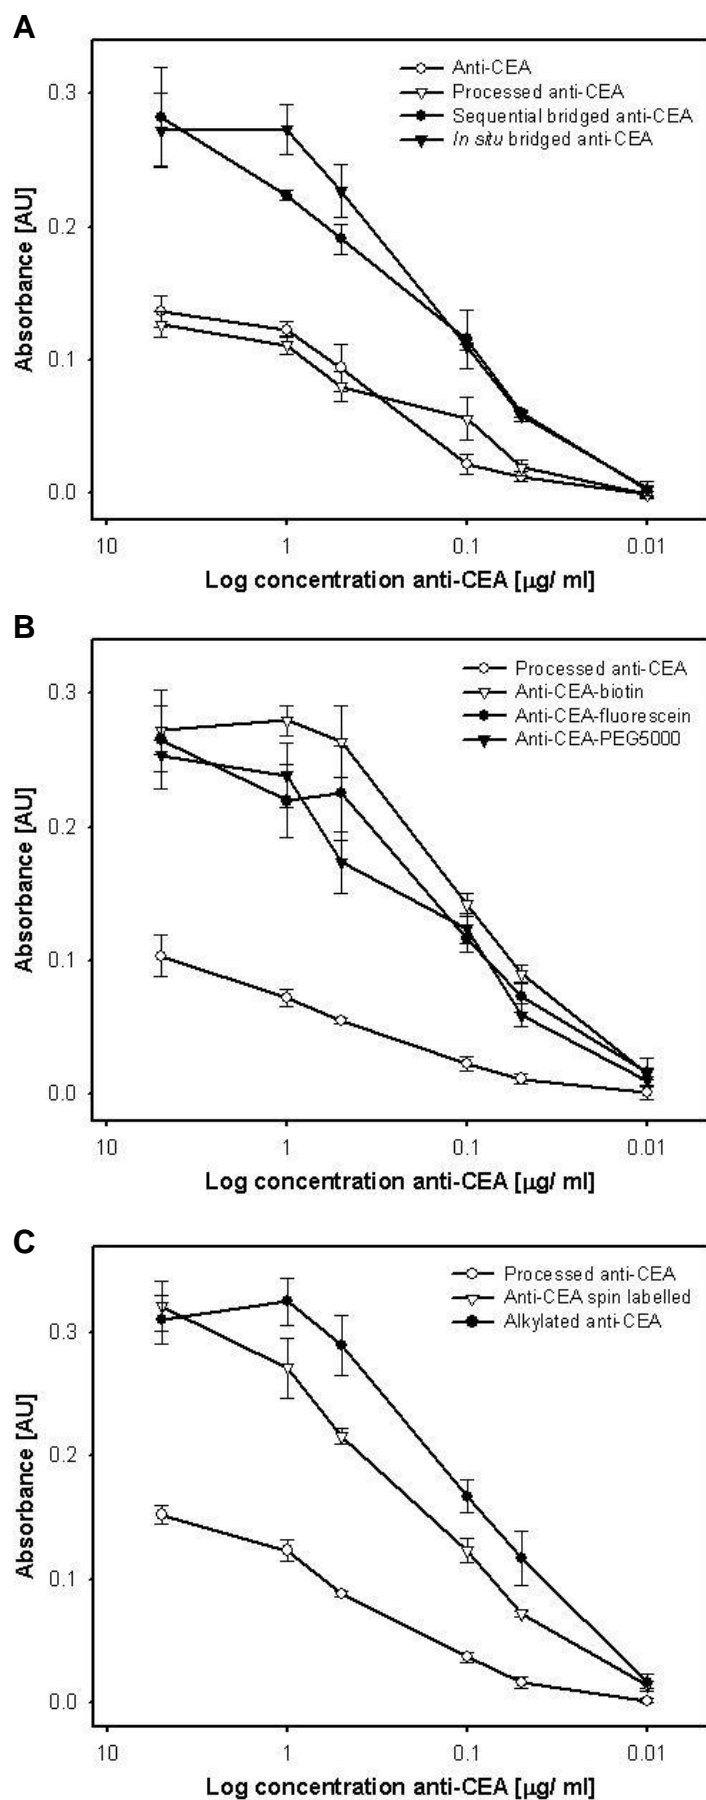 A
Anti-CEA
Processed anti-CEA
Sequential bridged anti-CEA
In situ bridged anti-CEA
0.3
0.2
0.1
0.0
Absorbance [AU]
10 1 0.1 0.01
Log concentration anti-CEA [μg/ ml]
B
Processed anti-CEA
Anti-CEA-biotin
Anti-CEA-fluorescein
Anti-CEA-PEG5000
0.3
0.2
0.1
0.0
Absorbance [AU]
10 1 0.1 0.01
Log concentration anti-CEA [μg/ ml]
C
Processed anti-CEA
Anti-CEA spin labelled
Alkylated anti-CEA
0.3
0.2
0.1
0.0
Absorbance [AU]
10 1 0.1 0.01
Log concentration anti-CEA [μg/ ml]